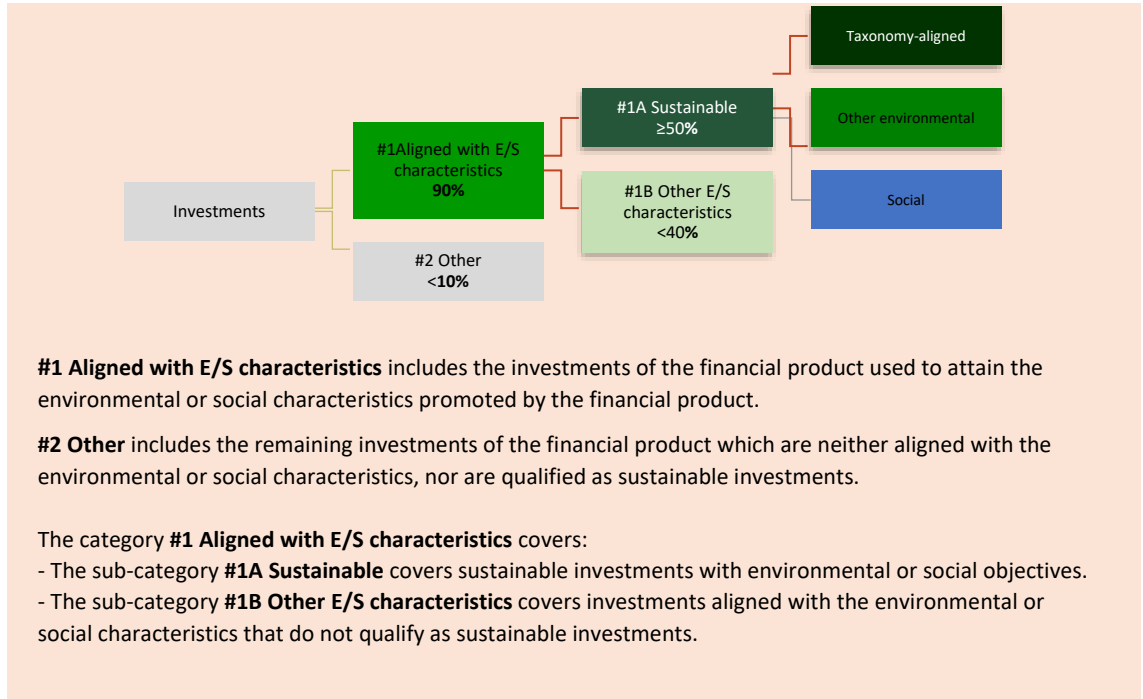 Taxonomy-aligned
#1A Sustainable
≥50%
Other environmental
#1Aligned with E/S
characteristics
90%
#1B Other E/S
characteristics
<40%
Investments
Social
#2 Other
<10%
#1 Aligned with E/S characteristics includes the investments of the financial product used to attain the
environmental or social characteristics promoted by the financial product.
#2 Other includes the remaining investments of the financial product which are neither aligned with the
environmental or social characteristics, nor are qualified as sustainable investments.
The category #1 Aligned with E/S characteristics covers:
- The sub-category #1A Sustainable covers sustainable investments with environmental or social objectives.
- The sub-category #1B Other E/S characteristics covers investments aligned with the environmental or
social characteristics that do not qualify as sustainable investments.